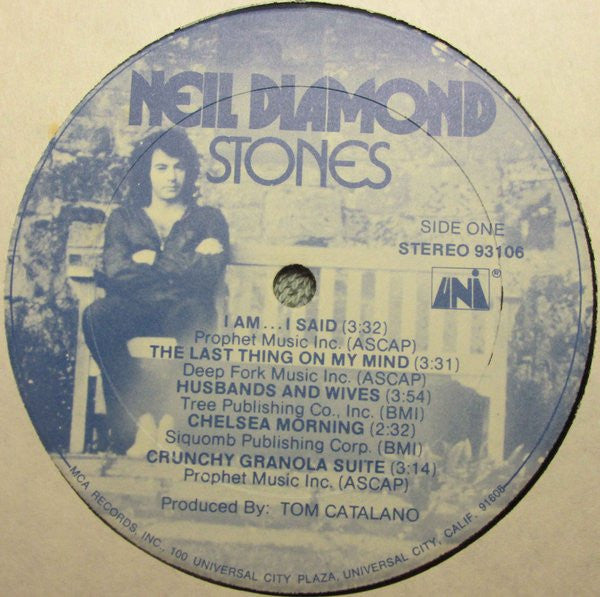 NEIL DIAMOND
STONES
SIDE ONE
STEREO 93106
UNI®
I AM...I SAID (3:32)
Prophet Music Inc. (ASCAP)
THE LAST THING ON MY MIND (3:31)
Deep Fork Music Inc. (ASCAP)
HUSBANDS AND WIVES (3:54)
Tree Publishing Co., Inc. (BMI)
CHELSEA MORNING (2:32)
Siquomb Publishing Corp. (BMI)
CRUNCHY GRANOLA SUITE (3:14)
Prophet Music Inc. (ASCAP)
Produced By: TOM CATALANO
MCA RECORDS, INC., 100 UNIVERSAL CITY PLAZA, UNIVERSAL CITY, CALIF. 91608